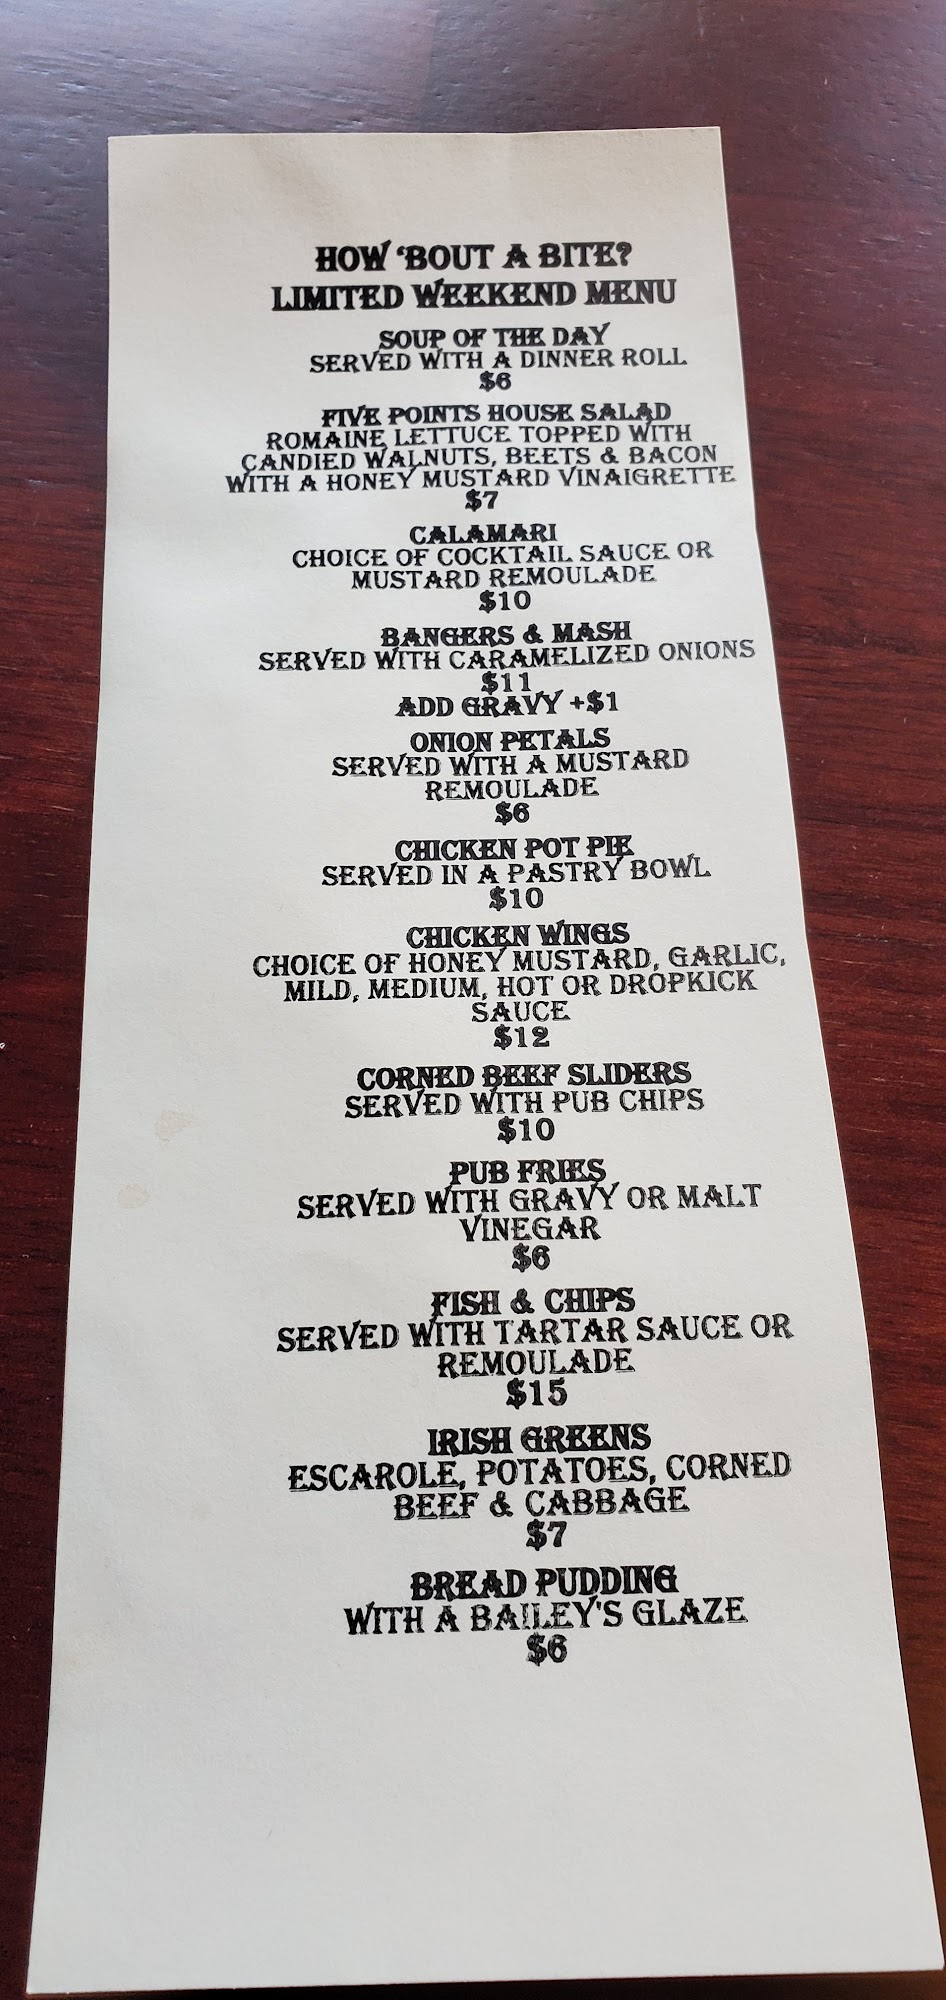 HOW 'BOUT A BITE?
LIMITED WEEKEND MENU
SOUP OF THE DAY
SERVED WITH A DINNER ROLL
$6
FIVE POINTS HOUSE SALAD
ROMAINE LETTUCE TOPPED WITH
CANDIED WALNUTS, BEETS & BACON
WITH A HONEY MUSTARD VINAIGRETTE
$7
CALAMARI
CHOICE OF COCKTAIL SAUCE OR
MUSTARD REMOULADE
$10
BANGERS & MASH
SERVED WITH CARAMELIZED ONIONS
$11
ADD GRAVY +$1
ONION PETALS
SERVED WITH A MUSTARD
REMOULADE
$6
CHICKEN POT PIE
SERVED IN A PASTRY BOWL
$10
CHICKEN WINGS
CHOICE OF HONEY MUSTARD, GARLIC,
MILD, MEDIUM, HOT OR DROPKICK
SAUCE
$12
CORNED BEEF SLIDERS
SERVED WITH PUB CHIPS
$10
PUB FRIES
SERVED WITH GRAVY OR MALT
VINEGAR
$6
FISH & CHIPS
SERVED WITH TARTAR SAUCE OR
REMOULADE
$15
IRISH GREENS
ESCAROLE, POTATOES, CORNED
BEEF & CABBAGE
$7
BREAD PUDDING
WITH A BAILEY'S GLAZE
$6